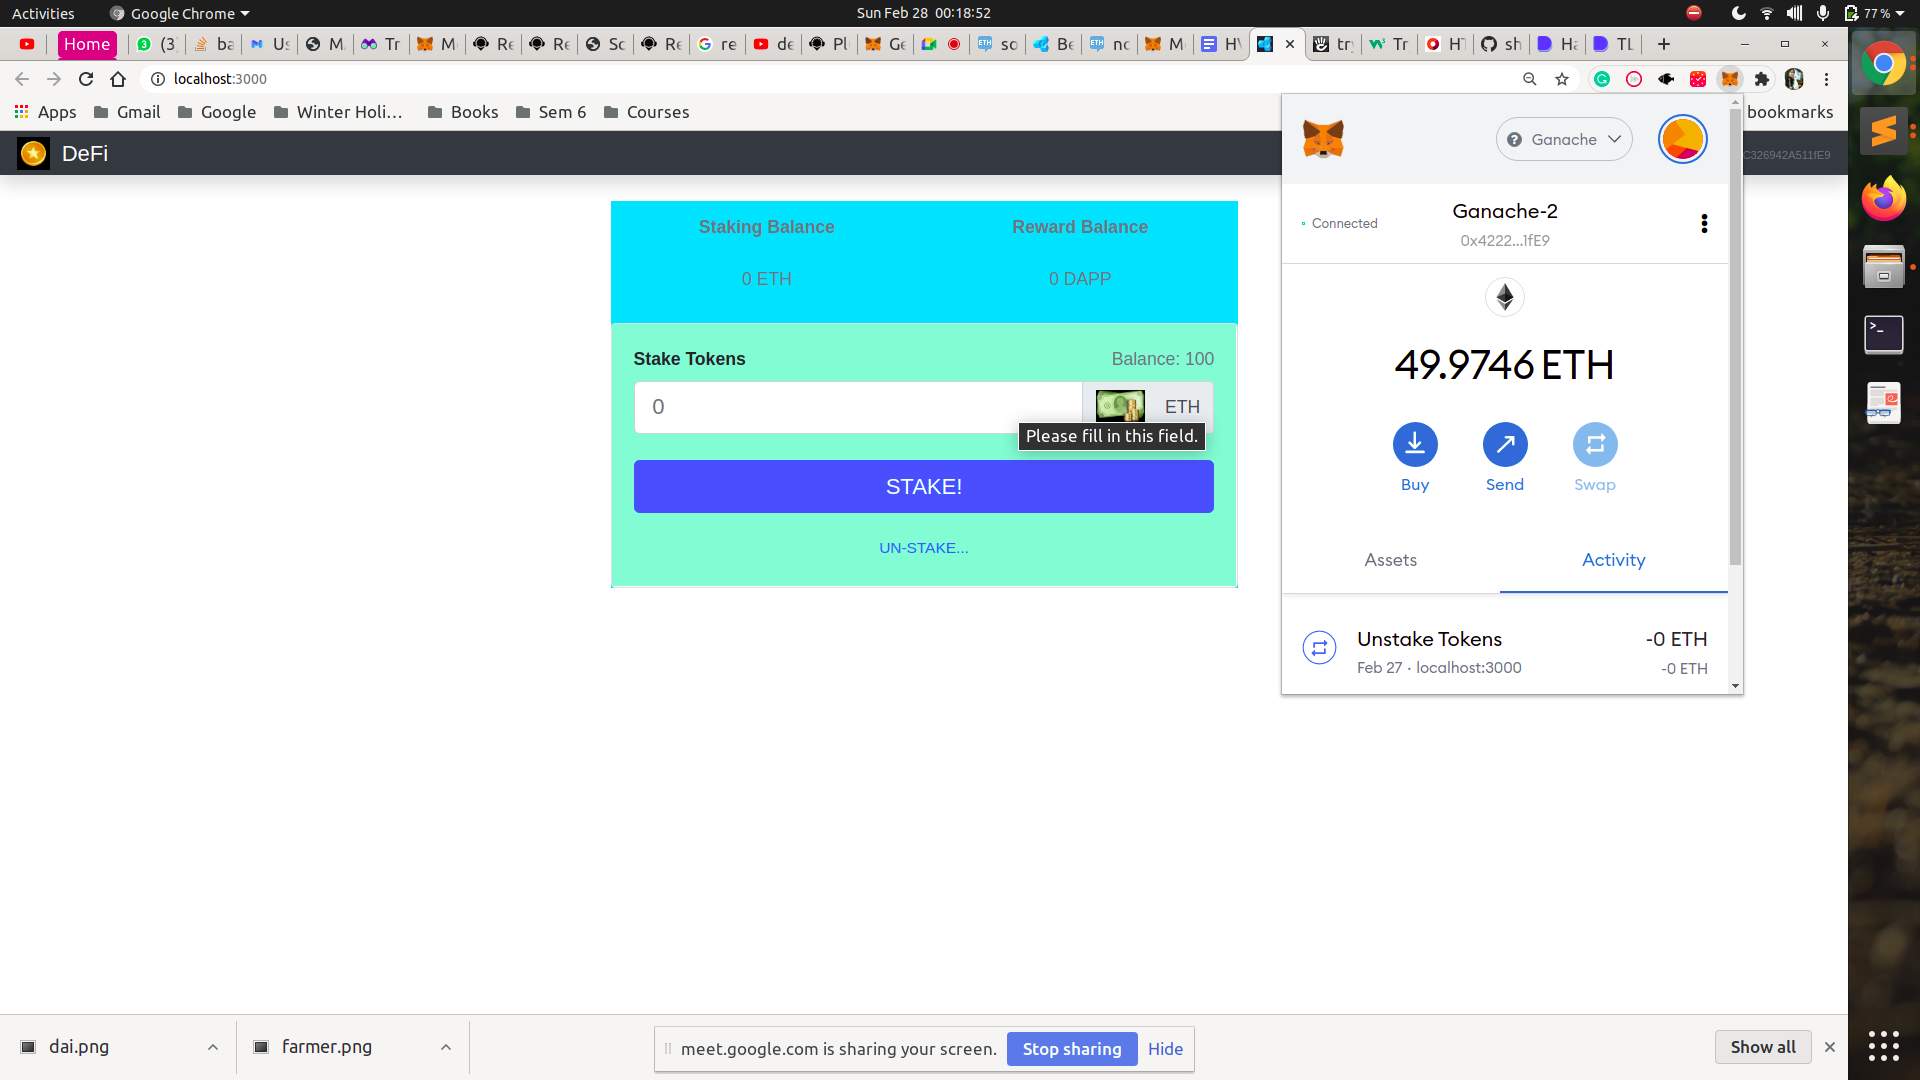 Activities
Google Chrome
Sun Feb 28 00:18:52
77 %
Home
(3
ba
Us
M
Tr
M
Re
Re
Sc
Re
re
de
Pl
Ge
so
Be
nc
M
HV
try
Tr
HT
sh
Ha
TL
localhost:3000
Apps
Gmail
Google
Winter Holi...
Books
Sem 6
Courses
bookmarks
DeFi
C326942A511fE9
Staking Balance
Reward Balance
0 ETH
0 DAPP
Stake Tokens
Balance: 100
0
ETH
Please fill in this field.
STAKE!
UN-STAKE...
Ganache
Connected
Ganache-2
0x4222...1fE9
49.9746 ETH
Buy
Send
Swap
Assets
Activity
Unstake Tokens
-0 ETH
Feb 27 · localhost:3000
-0 ETH
dai.png
farmer.png
meet.google.com is sharing your screen.
Stop sharing
Hide
Show all